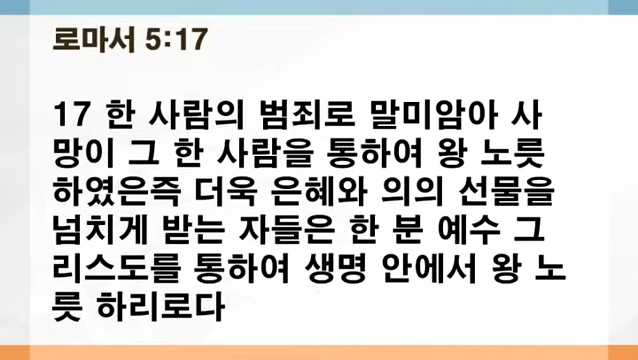 로마서 5:17
17 한 사람의 범죄로 말미암아 사
망이 그 한 사람을 통하여 왕 노릇
하였은즉 더욱 은혜와 의의 선물을
넘치게 받는 자들은 한 분 예수 그
리스도를 통하여 생명 안에서 왕 노
릇 하리로다